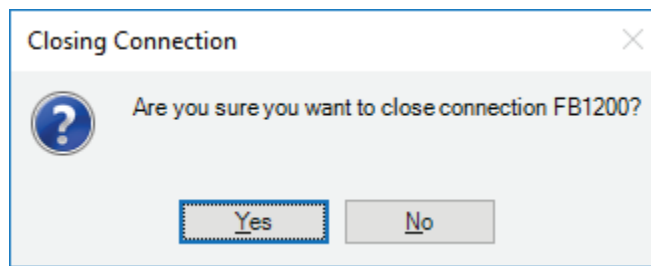 Closing Connection
Are you sure you want to close connection FB1200?
Yes No